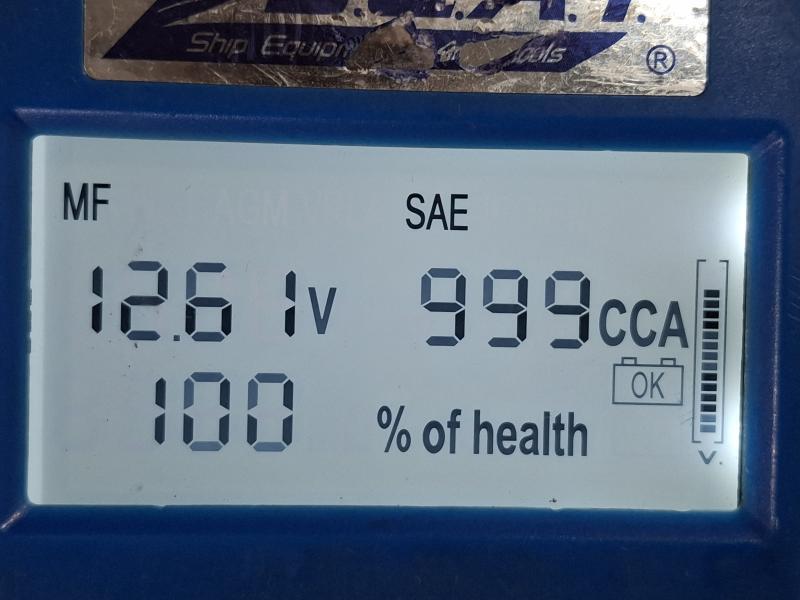 Ship Equipm
®
MF SAE
12.61V 999CCA
OK
100 % of health
V.